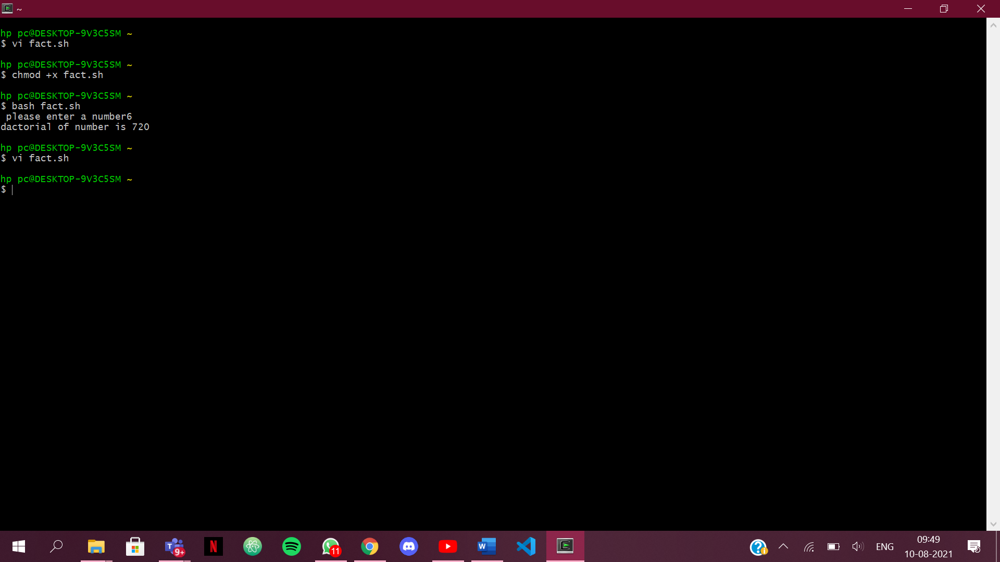 ~
hp pc@DESKTOP-9V3C5SM ~
$ vi fact.sh
hp pc@DESKTOP-9V3C5SM ~
$ chmod +x fact.sh
hp pc@DESKTOP-9V3C5SM ~
$ bash fact.sh
please enter a number6
dactorial of number is 720
hp pc@DESKTOP-9V3C5SM ~
$ vi fact.sh
hp pc@DESKTOP-9V3C5SM ~
$
T 9+
N
11
W
ENG
09:49
10-08-2021